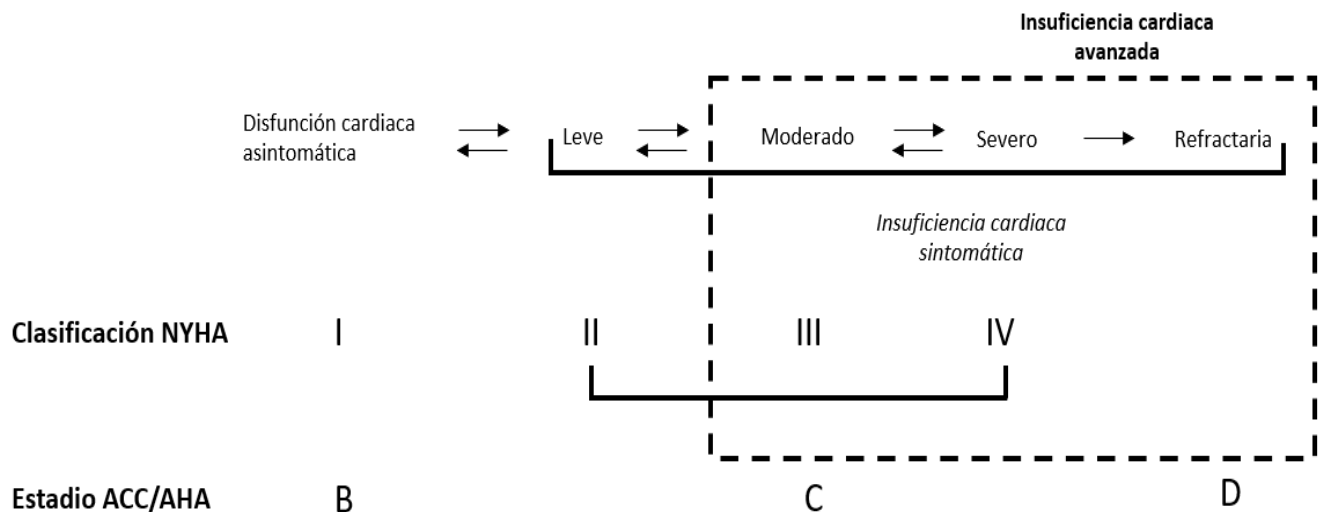 Insuficiencia cardiaca
avanzada
Disfunción cardiaca
asintomática
Leve
Moderado
Severo
Refractaria
Insuficiencia cardiaca
sintomática
Clasificación NYHA I II III IV
Estadio ACC/AHA B C D